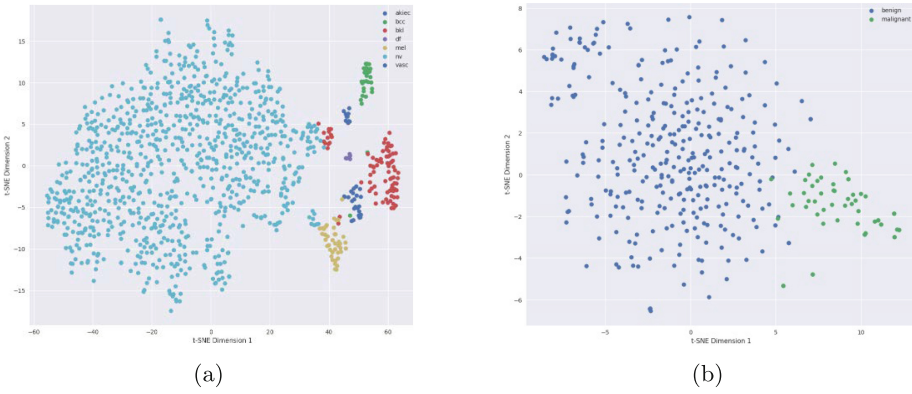 akiec
bcc
bkl
df
mel
nv
vasc
15
10
5
0
−5
−10
−15
t-SNE Dimension 2
−60
−40
−20
0
20
40
60
t-SNE Dimension 1
(a)
benign
malignant
8
6
4
2
0
−2
−4
−6
t-SNE Dimension 2
−5
0
5
10
t-SNE Dimension 1
(b)